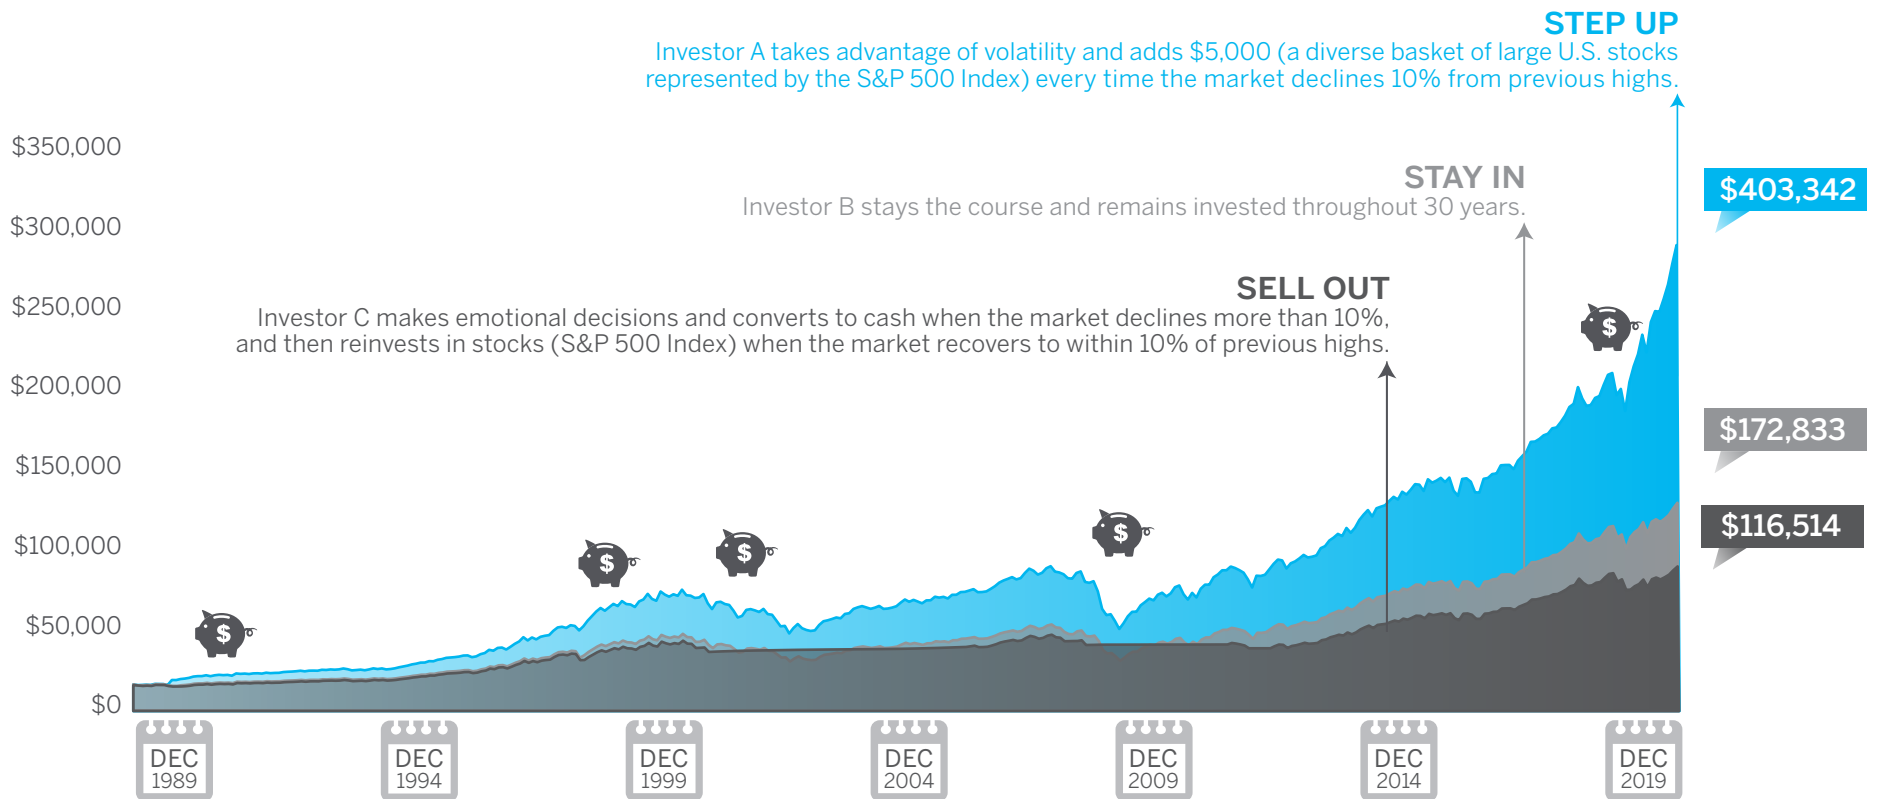 STEP UP
Investor A takes advantage of volatility and adds $5,000 (a diverse basket of large U.S. stocks
represented by the S&P 500 Index) every time the market declines 10% from previous highs.
$350,000
STAY IN
Investor B stays the course and remains invested throughout 30 years.
$403,342
$300,000
SELL OUT
Investor C makes emotional decisions and converts to cash when the market declines more than 10%,
and then reinvests in stocks (S&P 500 Index) when the market recovers to within 10% of previous highs.
$250,000
$
$200,000
$172,833
$150,000
$116,514
$100,000
$
$
$
$50,000
$
$0
DEC
1989
DEC
1994
DEC
1999
DEC
2004
DEC
2009
DEC
2014
DEC
2019